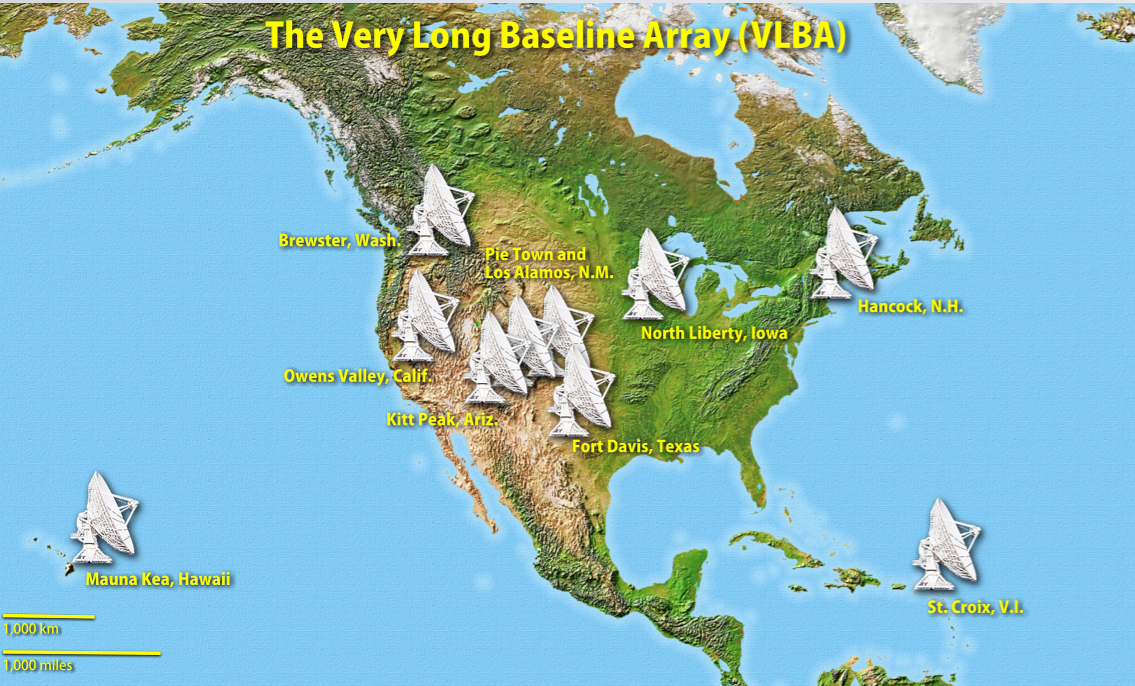 The Very Long Baseline Array (VLBA)
Brewster, Wash.
Pie Town and
Los Alamos, N.M.
Hancock, N.H.
North Liberty, Iowa
Owens Valley, Calif.
Kitt Peak, Ariz.
Fort Davis, Texas
Mauna Kea, Hawaii
St. Croix, V.I.
1,000 km
1,000 miles